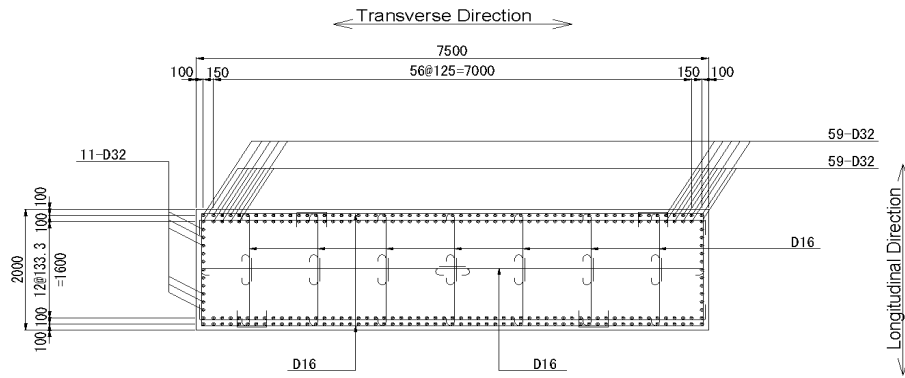 Transverse Direction
7500
100 150 56@125=7000 150 100
59-D32
11-D32
59-D32
100
100
2000
12@133.3
=1600
100
100
D16
D16
D16
Longitudinal Direction